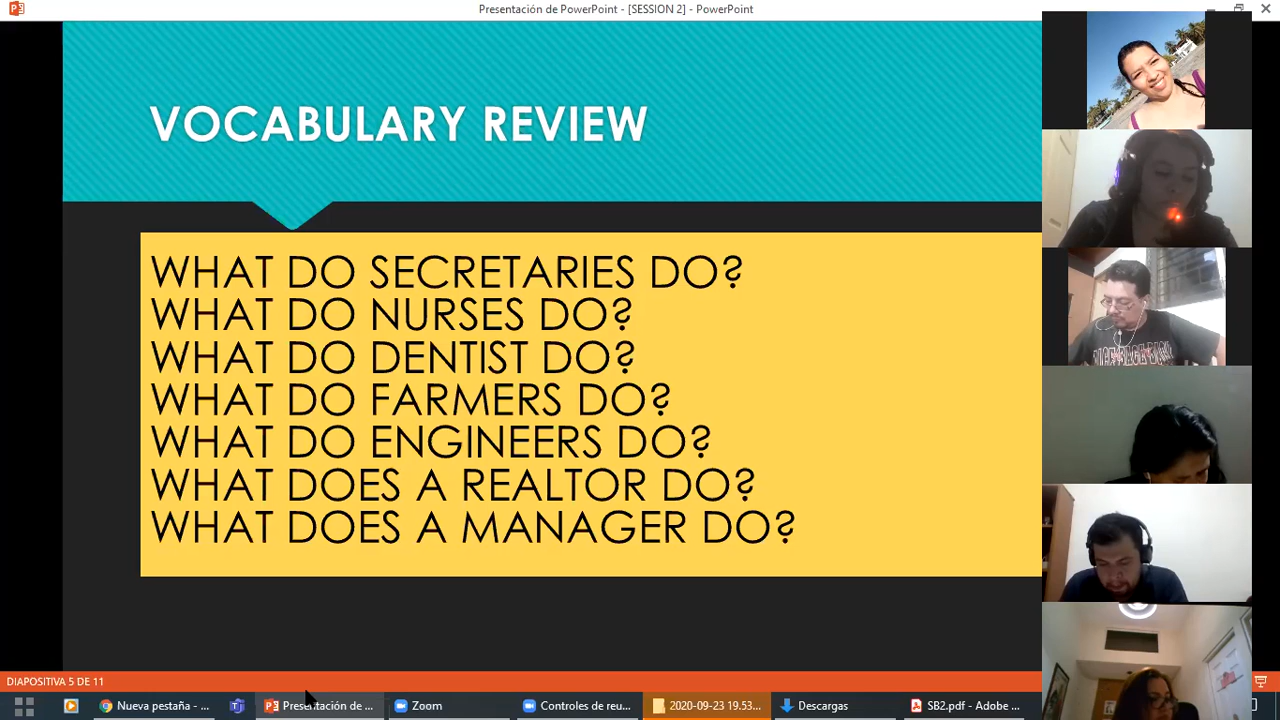 Presentación de PowerPoint - [SESSION 2] - PowerPoint
VOCABULARY REVIEW
WHAT DO SECRETARIES DO?
WHAT DO NURSES DO?
WHAT DO DENTIST DO?
WHAT DO FARMERS DO?
WHAT DO ENGINEERS DO?
WHAT DOES A REALTOR DO?
WHAT DOES A MANAGER DO?
DIAPOSITIVA 5 DE 11
Nueva pestaña - ...
Presentación de ...
Zoom
Controles de reu...
2020-09-23 19.53...
Descargas
SB2.pdf - Adobe ...